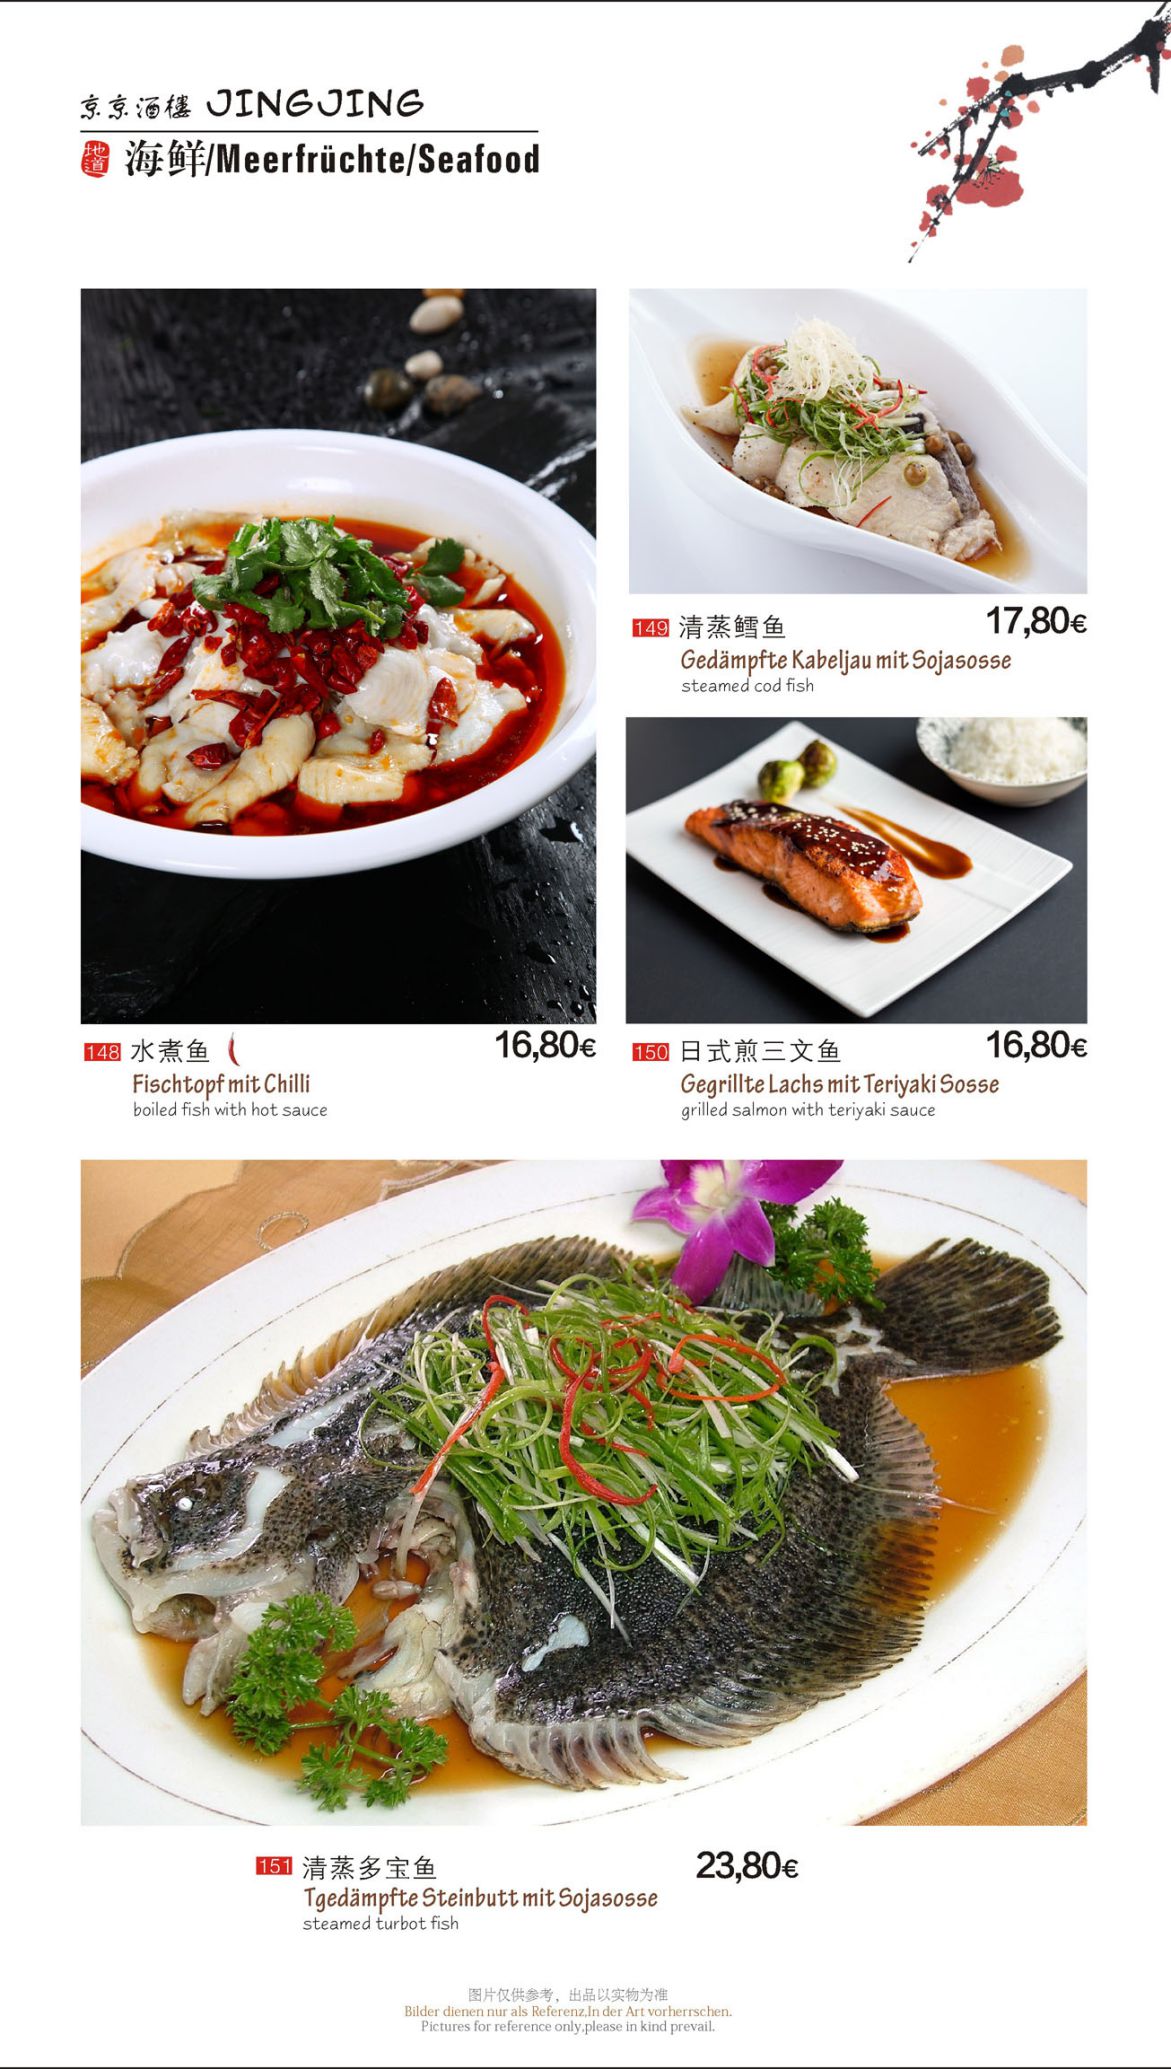 京京酒樓 JINGJING
地道 海鲜/Meerfrüchte/Seafood
149 清蒸鳕鱼 17,80€
Gedämpfte Kabeljau mit Sojasosse
steamed cod fish
148 水煮鱼 16,80€
Fischtopf mit Chilli
boiled fish with hot sauce
150 日式煎三文鱼 16,80€
Gegrillte Lachs mit Teriyaki Sosse
grilled salmon with teriyaki sauce
151 清蒸多宝鱼 23,80€
Tgedämpfte Steinbutt mit Sojasosse
steamed turbot fish
图片仅供参考，出品以实物为准
Bilder dienen nur als Referenz,In der Art vorherrschen.
Pictures for reference only,please in kind prevail.